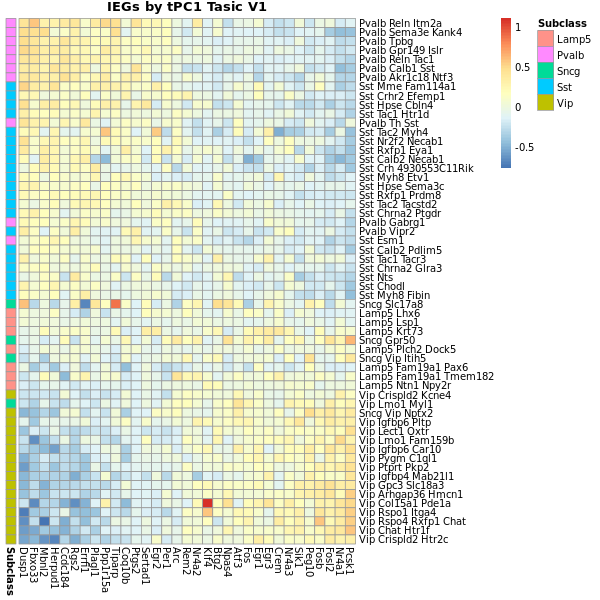 IEGs by tPC1 Tasic V1
1
0.5
0
-0.5
Subclass
Lamp5
Pvalb
Sncg
Sst
Vip
Pvalb Reln Itm2a
Pvalb Sema3e Kank4
Pvalb Tpbg
Pvalb Gpr149 Islr
Pvalb Reln Tac1
Pvalb Calb1 Sst
Pvalb Akr1c18 Ntf3
Sst Mme Fam114a1
Sst Crhr2 Efemp1
Sst Hpse Cbln4
Sst Tac1 Htr1d
Pvalb Th Sst
Sst Tac2 Myh4
Sst Nr2f2 Necab1
Sst Rxfp1 Eya1
Sst Calb2 Necab1
Sst Crh 4930553C11Rik
Sst Myh8 Etv1
Sst Hpse Sema3c
Sst Rxfp1 Prdm8
Sst Tac2 Tacstd2
Sst Chrna2 Ptgdr
Pvalb Gabrg1
Pvalb Vipr2
Sst Esm1
Sst Calb2 Pdlim5
Sst Tac1 Tacr3
Sst Chrna2 Glra3
Sst Nts
Sst Chodl
Sst Myh8 Fibin
Sncg Slc17a8
Lamp5 Lhx6
Lamp5 Lsp1
Lamp5 Krt73
Sncg Gpr50
Lamp5 Plch2 Dock5
Sncg Vip Itih5
Lamp5 Fam19a1 Pax6
Lamp5 Fam19a1 Tmem182
Lamp5 Ntn1 Npy2r
Vip Crispld2 Kcne4
Vip Lmo1 Myl1
Sncg Vip Nptx2
Vip Igfbp6 Pltp
Vip Lect1 Oxtr
Vip Lmo1 Fam159b
Vip Igfbp6 Car10
Vip Pygm C1ql1
Vip Ptprt Pkp2
Vip Igfbp4 Mab21l1
Vip Gpc3 Slc18a3
Vip Arhgap36 Hmcn1
Vip Col15a1 Pde1a
Vip Rspo1 Itga4
Vip Rspo4 Rxfp1 Chat
Vip Chat Htr1f
Vip Crispld2 Htr2c
Subclass
Dusp1
Fbxo33
Mbnl2
Herpud1
Ccdc184
Rgs2
Errfi1
Plagl1
Ppp1r15a
Tiparp
Coq10b
Ptgs2
Sertad1
Egr2
Per1
Arc
Rem2
Nr4a2
Klf4
Btg2
Npas4
Atf3
Fos
Egr1
Egr3
Crem
Nr4a3
Sik1
Peg10
Fosb
Fosl2
Nr4a1
Pcsk1